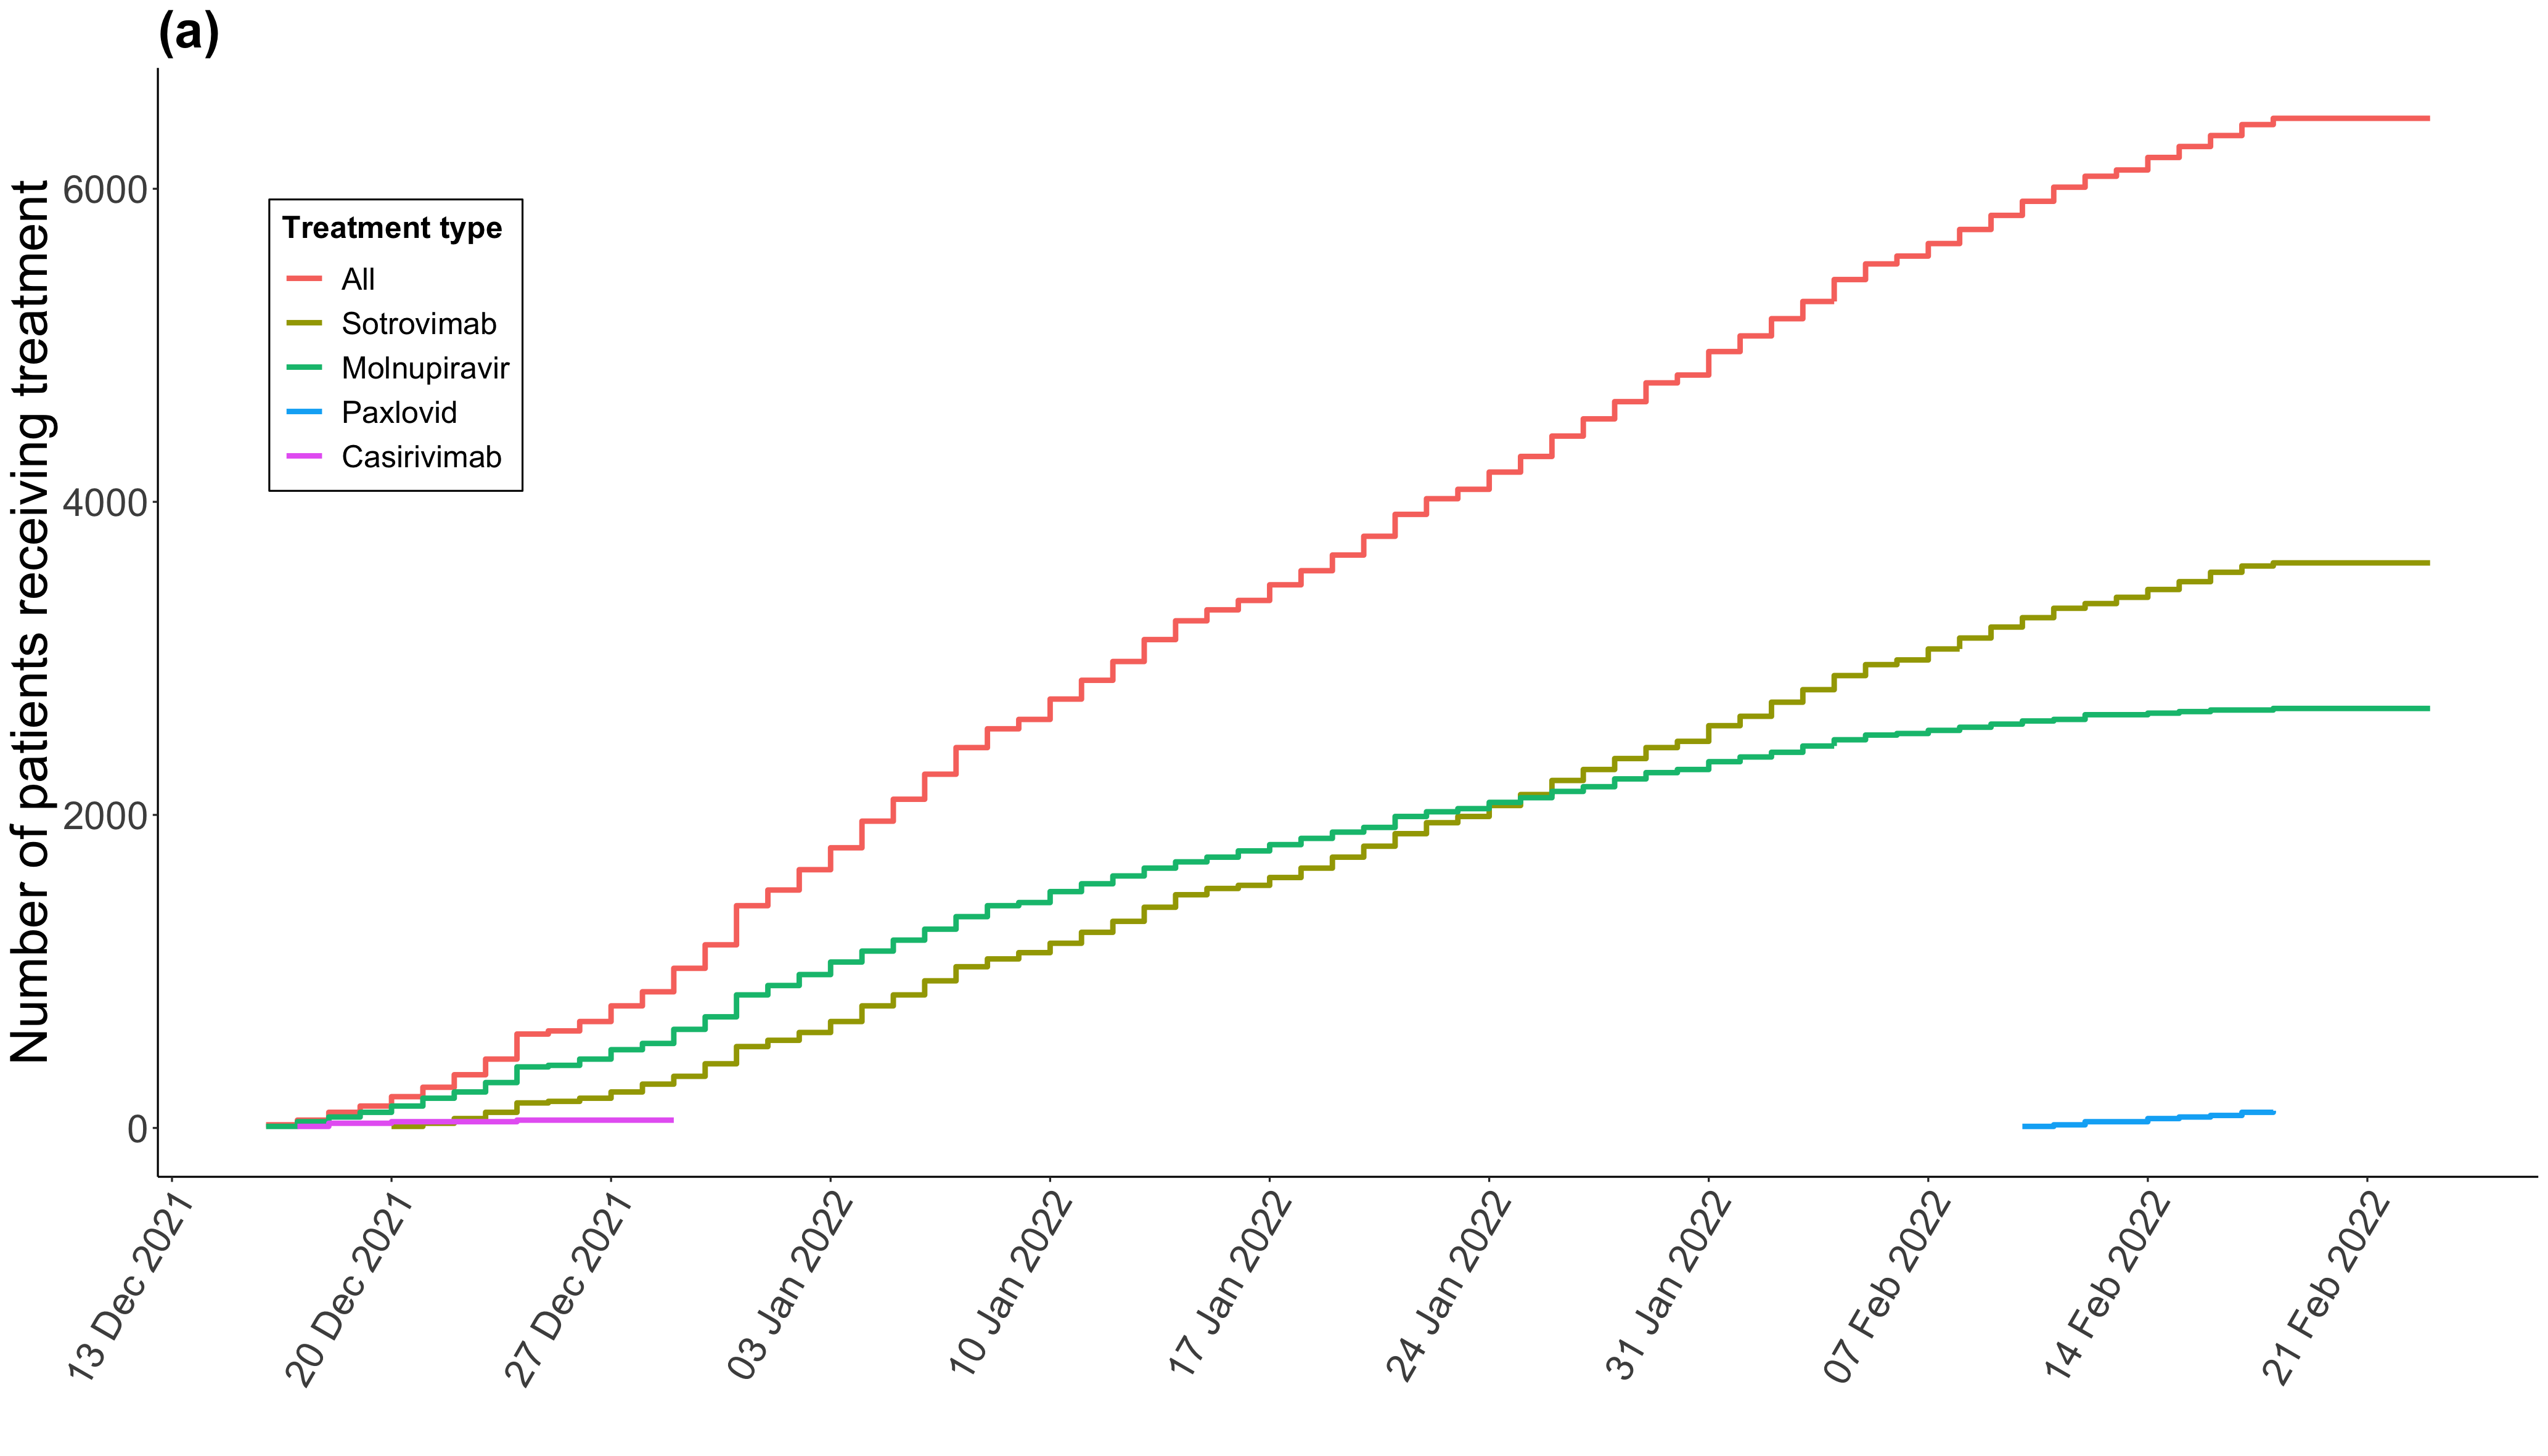 (a)
Number of patients receiving treatment
6000
4000
2000
0
Treatment type
All
Sotrovimab
Molnupiravir
Paxlovid
Casirivimab
13 Dec 2021
20 Dec 2021
27 Dec 2021
03 Jan 2022
10 Jan 2022
17 Jan 2022
24 Jan 2022
31 Jan 2022
07 Feb 2022
14 Feb 2022
21 Feb 2022